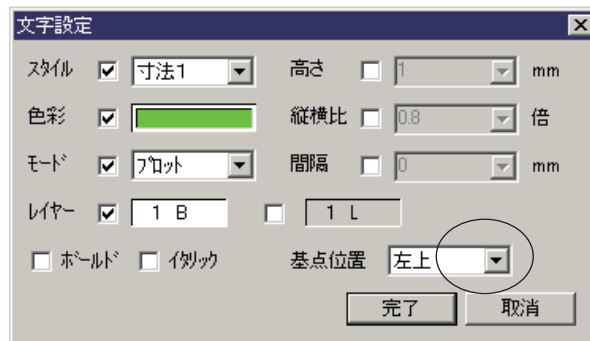 文字設定
ｽﾀｲﾙ 寸法1 高さ 1 mm
色彩 縦横比 0.8 倍
ﾓｰﾄﾞ ﾌﾟﾛｯﾄ 間隔 0 mm
ﾚｲﾔｰ 1 B 1 L
ﾎﾞｰﾙﾄﾞ ｲﾀﾘｯｸ 基点位置 左上
完了 取消